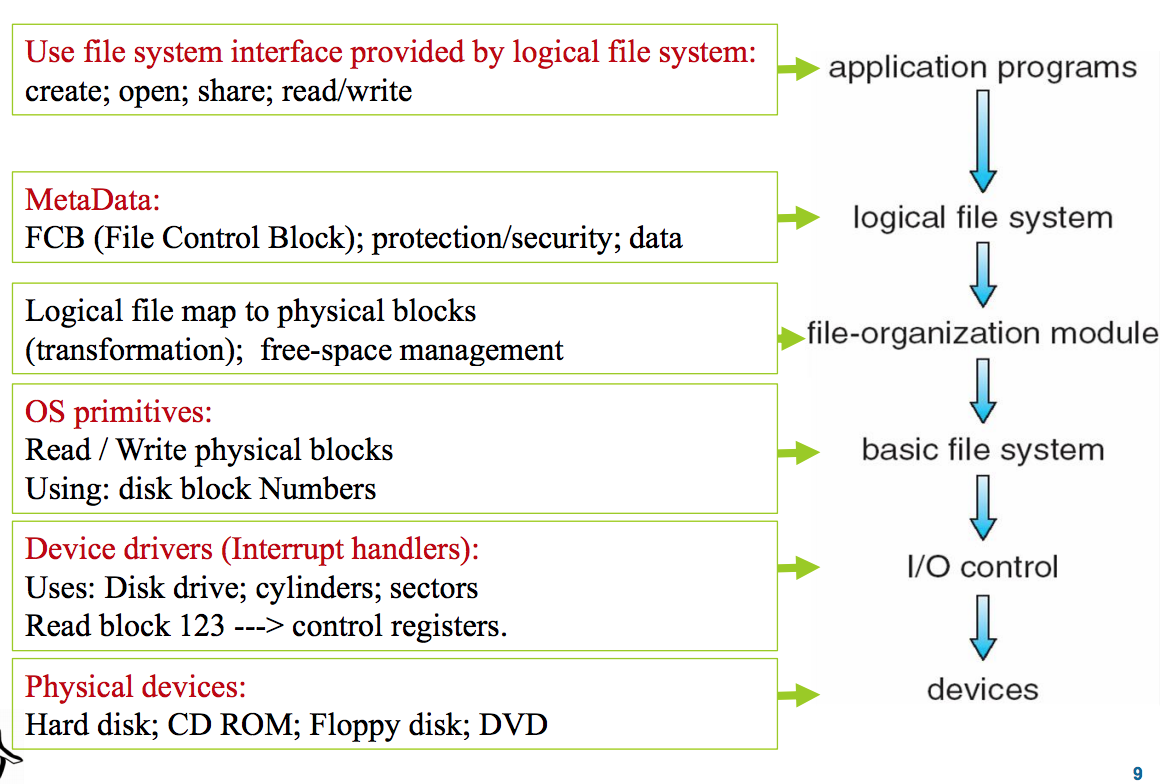 Use file system interface provided by logical file system:
create; open; share; read/write
application programs
MetaData:
FCB (File Control Block); protection/security; data
logical file system
Logical file map to physical blocks
(transformation);  free-space management
file-organization module
OS primitives:
Read / Write physical blocks
Using: disk block Numbers
basic file system
Device drivers (Interrupt handlers):
Uses: Disk drive; cylinders; sectors
Read block 123 ---> control registers.
I/O control
Physical devices:
Hard disk; CD ROM; Floppy disk; DVD
devices
9